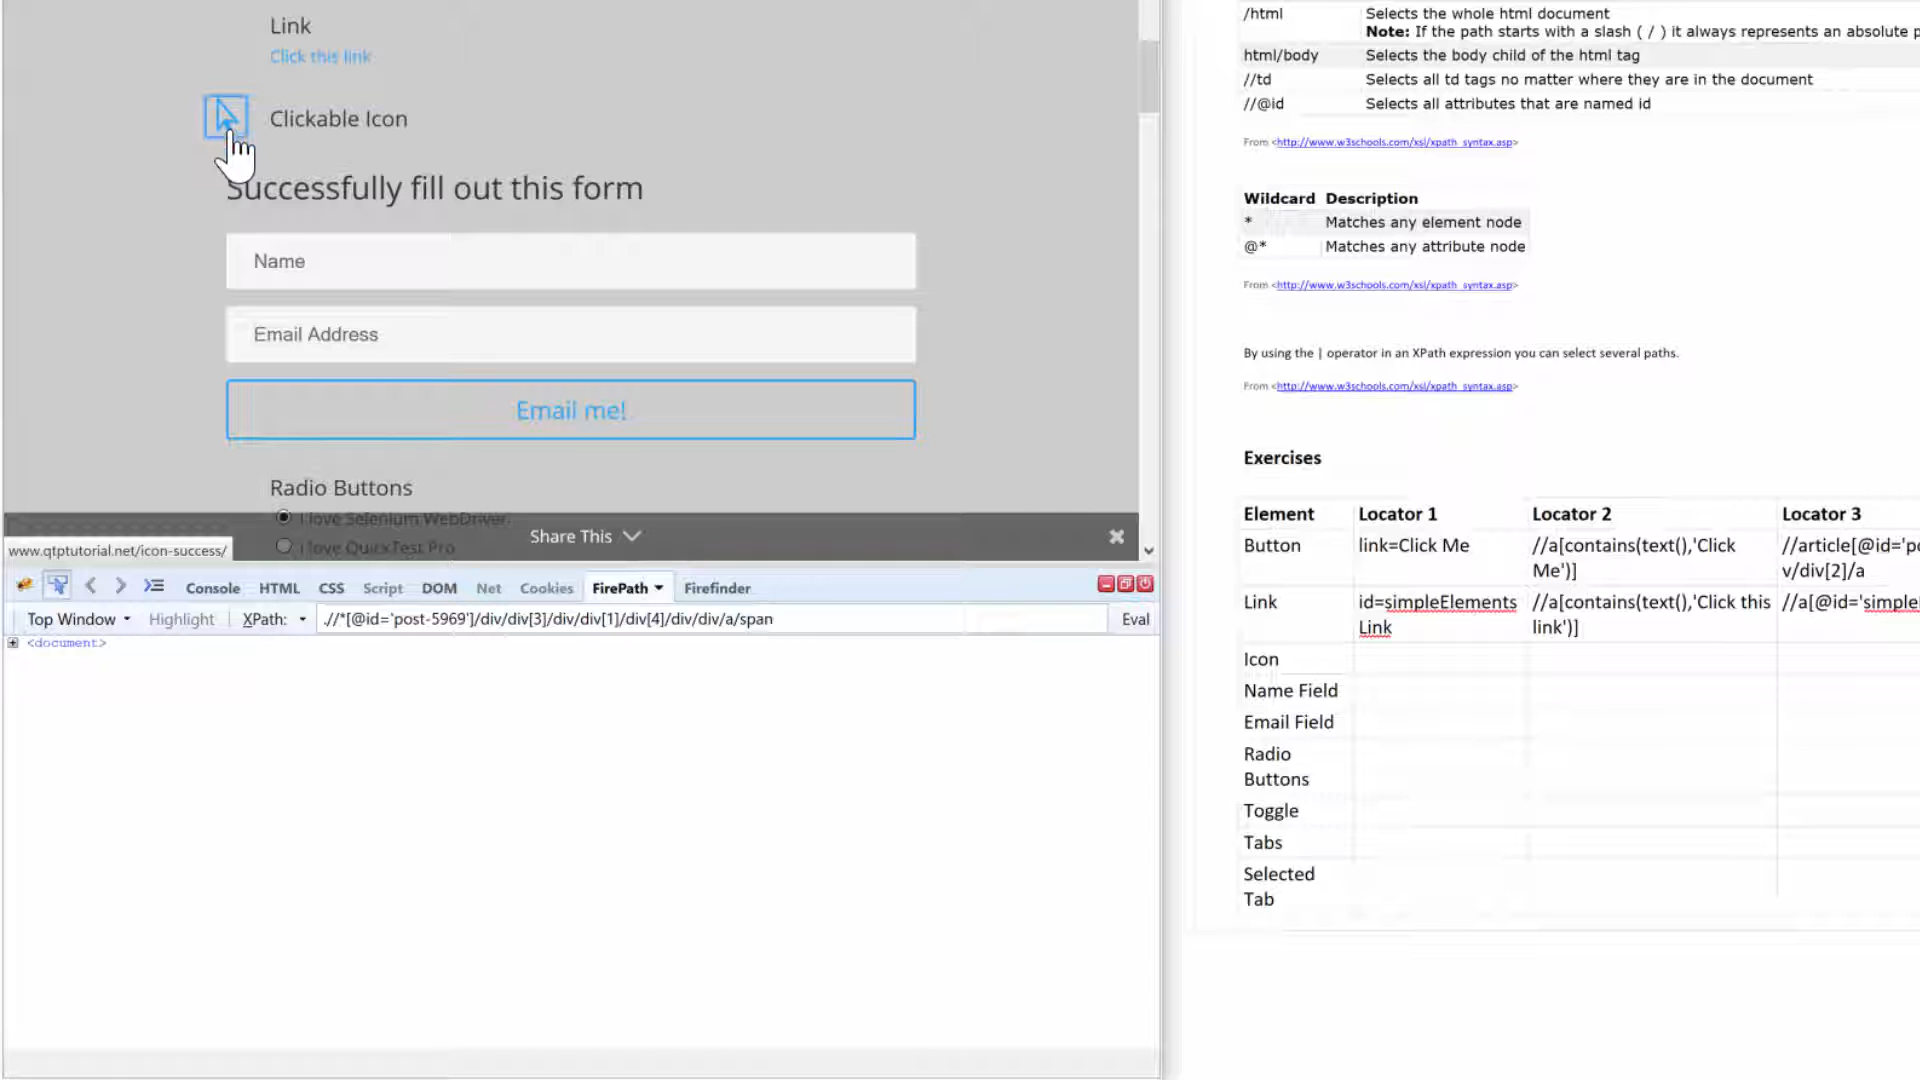 Link
Click this link
Clickable Icon
Successfully fill out this form
Name
Email Address
Email me!
Radio Buttons
I love Selenium WebDriver
I love QuickTest Pro
Share This
www.qtptutorial.net/icon-success/
Console HTML CSS Script DOM Net Cookies FirePath Firefinder
Top Window Highlight XPath: .//*[@id='post-5969']/div/div[3]/div/div[1]/div[4]/div/div/a/span Eval
<document>
/html Selects the whole html document
Note: If the path starts with a slash ( / ) it always represents an absolute p
html/body Selects the body child of the html tag
//td Selects all td tags no matter where they are in the document
//@id Selects all attributes that are named id
From <http://www.w3schools.com/xsl/xpath_syntax.asp>
Wildcard Description
* Matches any element node
@* Matches any attribute node
From <http://www.w3schools.com/xsl/xpath_syntax.asp>
By using the | operator in an XPath expression you can select several paths.
From <http://www.w3schools.com/xsl/xpath_syntax.asp>
Exercises
Element Locator 1 Locator 2 Locator 3
Button link=Click Me //a[contains(text(),'Click //article[@id='po
Me')] v/div[2]/a
Link id=simpleElements //a[contains(text(),'Click this //a[@id='simple
Link link')]
Icon
Name Field
Email Field
Radio
Buttons
Toggle
Tabs
Selected
Tab